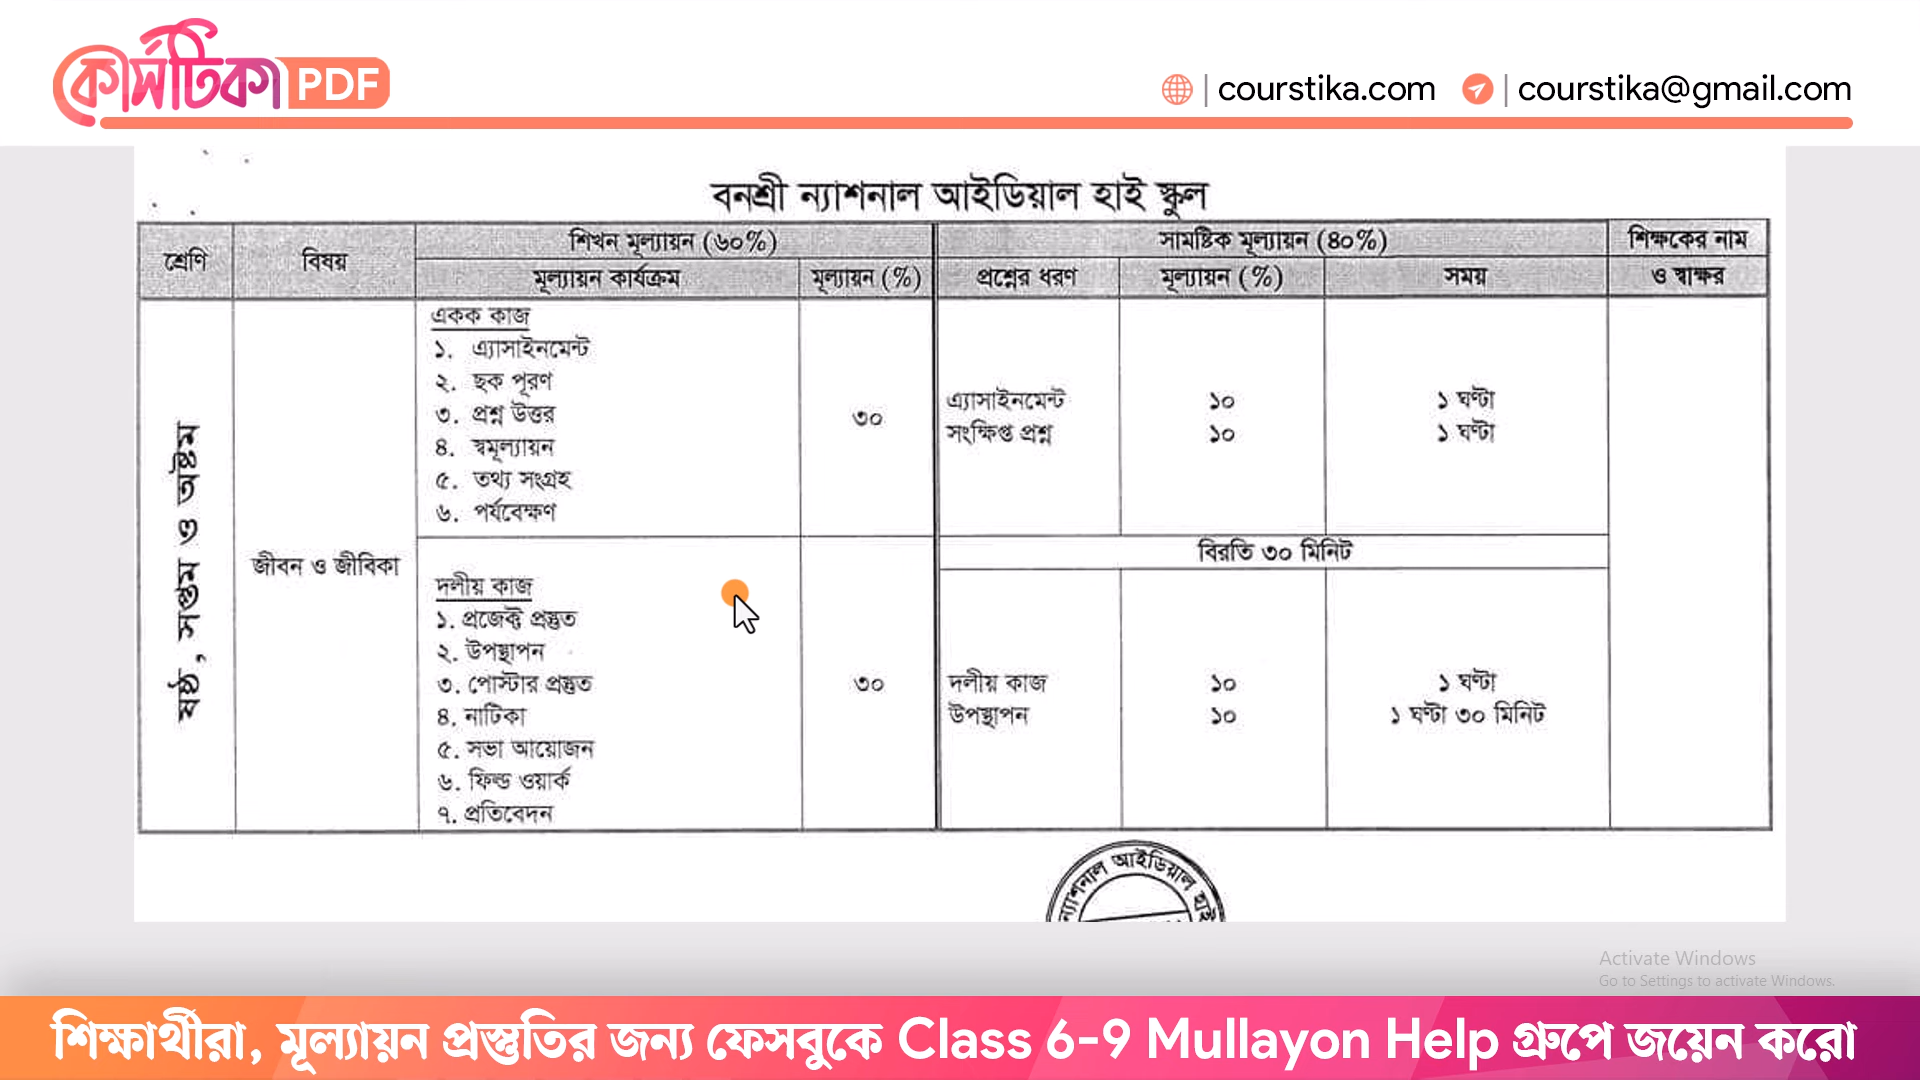 কোর্সটিকা PDF
courstika.com
courstika@gmail.com
বনশ্রী ন্যাশনাল আইডিয়াল হাই স্কুল
শ্রেণি
বিষয়
শিখন মূল্যায়ন (৬০%)
সামষ্টিক মূল্যায়ন (৪০%)
শিক্ষকের নাম
ও স্বাক্ষর
মূল্যায়ন কার্যক্রম
মূল্যায়ন (%)
প্রশ্নের ধরণ
মূল্যায়ন (%)
সময়
ষষ্ঠ, সপ্তম ও অষ্টম
জীবন ও জীবিকা
একক কাজ
১. এ্যাসাইনমেন্ট
২. ছক পূরণ
৩. প্রশ্ন উত্তর
৪. স্বমূল্যায়ন
৫. তথ্য সংগ্রহ
৬. পর্যবেক্ষণ
৩০
এ্যাসাইনমেন্ট ১০ ১ ঘণ্টা
সংক্ষিপ্ত প্রশ্ন ১০ ১ ঘণ্টা
বিরতি ৩০ মিনিট
দলীয় কাজ
১. প্রজেক্ট প্রস্তুত
২. উপস্থাপন
৩. পোস্টার প্রস্তুত
৪. নাটিকা
৫. সভা আয়োজন
৬. ফিল্ড ওয়ার্ক
৭. প্রতিবেদন
৩০
দলীয় কাজ ১০ ১ ঘণ্টা
উপস্থাপন ১০ ১ ঘণ্টা ৩০ মিনিট
ন্যাশনাল আইডিয়াল হাই
Activate Windows
Go to Settings to activate Windows.
শিক্ষার্থীরা, মূল্যায়ন প্রস্তুতির জন্য ফেসবুকে Class 6-9 Mullayon Help গ্রুপে জয়েন করো